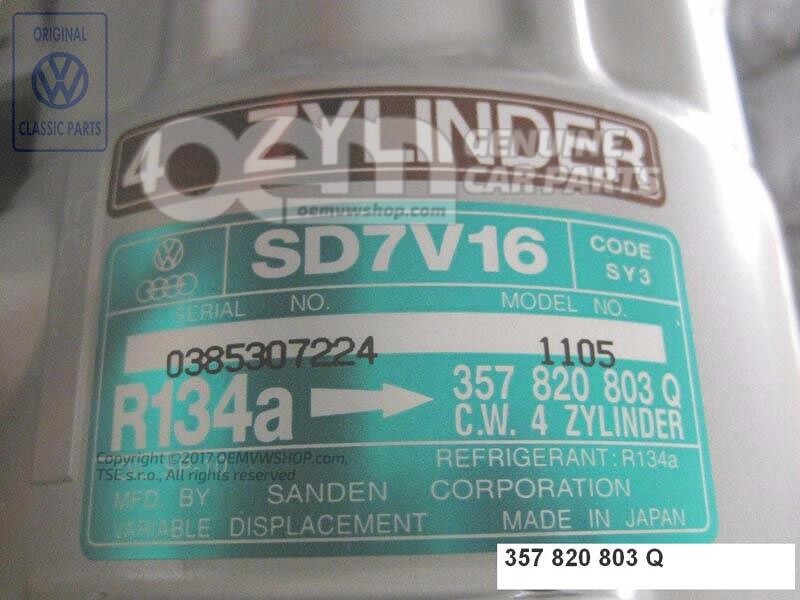 ORIGINAL
CLASSIC PARTS
4 ZYLINDER
oem GENUINE CAR PARTS
oemvwshop.com
SD7V16
CODE SY3
SERIAL NO. MODEL NO.
0385307224 1105
R134a 357 820 803 Q
C.W. 4 ZYLINDER
Copyright ©2017 OEMVWSHOP.com,
TSE s.r.o., All rights reserved
REFRIGERANT: R134a
MFD. BY SANDEN CORPORATION
VARIABLE DISPLACEMENT MADE IN JAPAN
357 820 803 Q